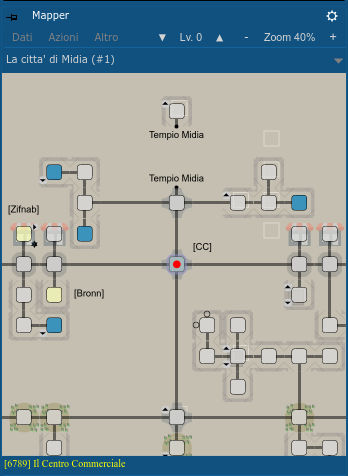 Mapper
Dati Azioni Altro ▼ Lv. 0 ▲ - Zoom 40% +
La citta' di Midia (#1)
Tempio Midia
Tempio Midia
[Zifnab]
[CC]
[Bronn]
[6789] Il Centro Commerciale